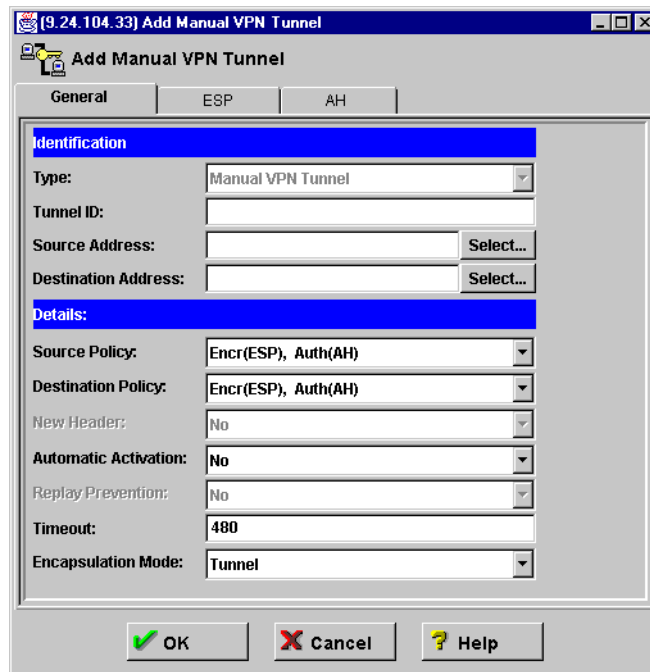 (9.24.104.33) Add Manual VPN Tunnel
Add Manual VPN Tunnel
General ESP AH
Identification
Type: Manual VPN Tunnel
Tunnel ID:
Source Address: Select...
Destination Address: Select...
Details:
Source Policy: Encr(ESP), Auth(AH)
Destination Policy: Encr(ESP), Auth(AH)
New Header: No
Automatic Activation: No
Replay Prevention: No
Timeout: 480
Encapsulation Mode: Tunnel
OK Cancel Help